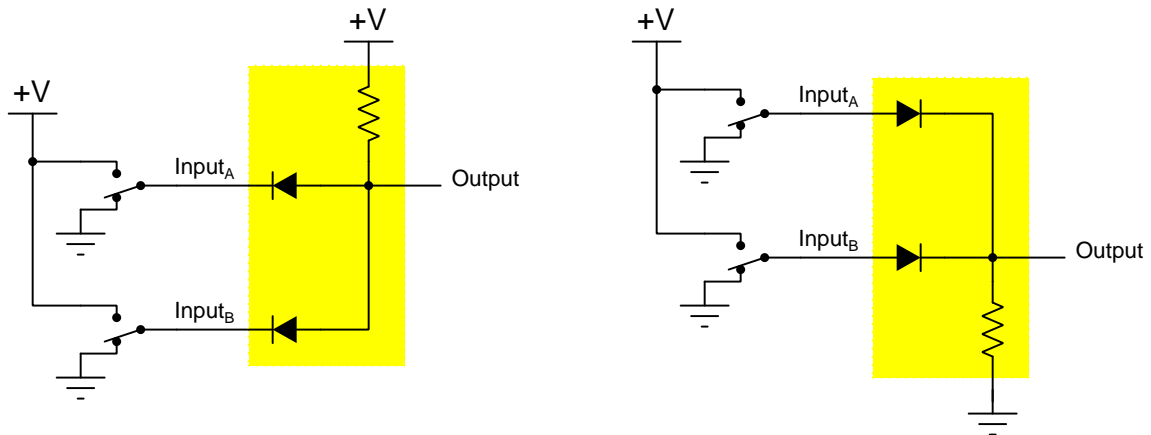 +V
+V
Input_A
Output
Input_B
+V
Input_A
Input_B
Output